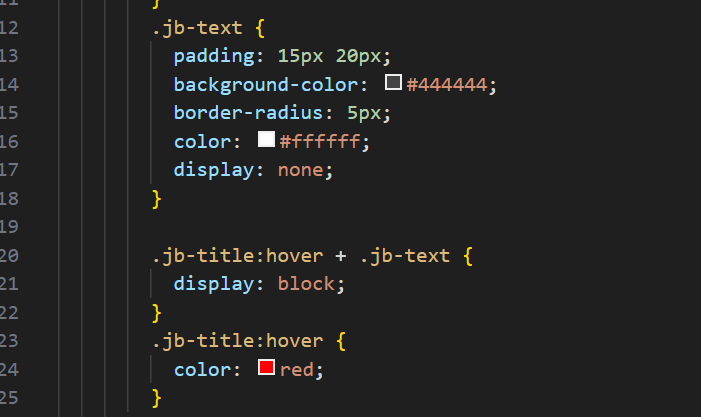 11 }
12 .jb-text {
13 padding: 15px 20px;
14 background-color: #444444;
15 border-radius: 5px;
16 color: #ffffff;
17 display: none;
18 }
19
20 .jb-title:hover + .jb-text {
21 display: block;
22 }
23 .jb-title:hover {
24 color: red;
25 }